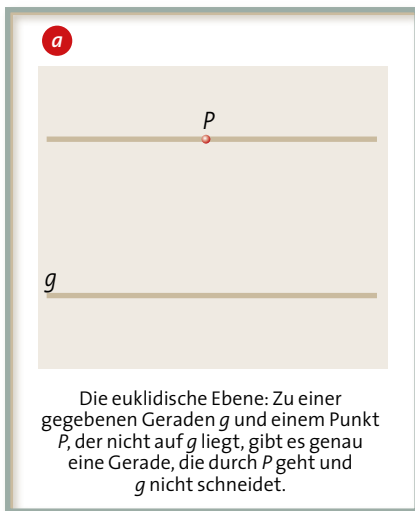 a
P
g
Die euklidische Ebene: Zu einer
gegebenen Geraden g und einem Punkt
P, der nicht auf g liegt, gibt es genau
eine Gerade, die durch P geht und
g nicht schneidet.